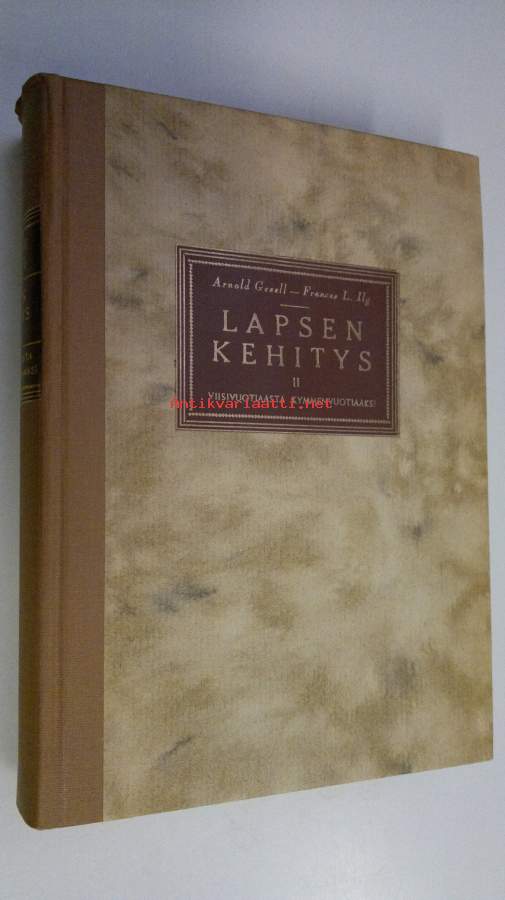 Arnold Gesell — Frances L. Ilg
LAPSEN
KEHITYS
II
Antikvariaatti.net
VIISIVUOTIAASTA KYMMENVUOTIAAKSI